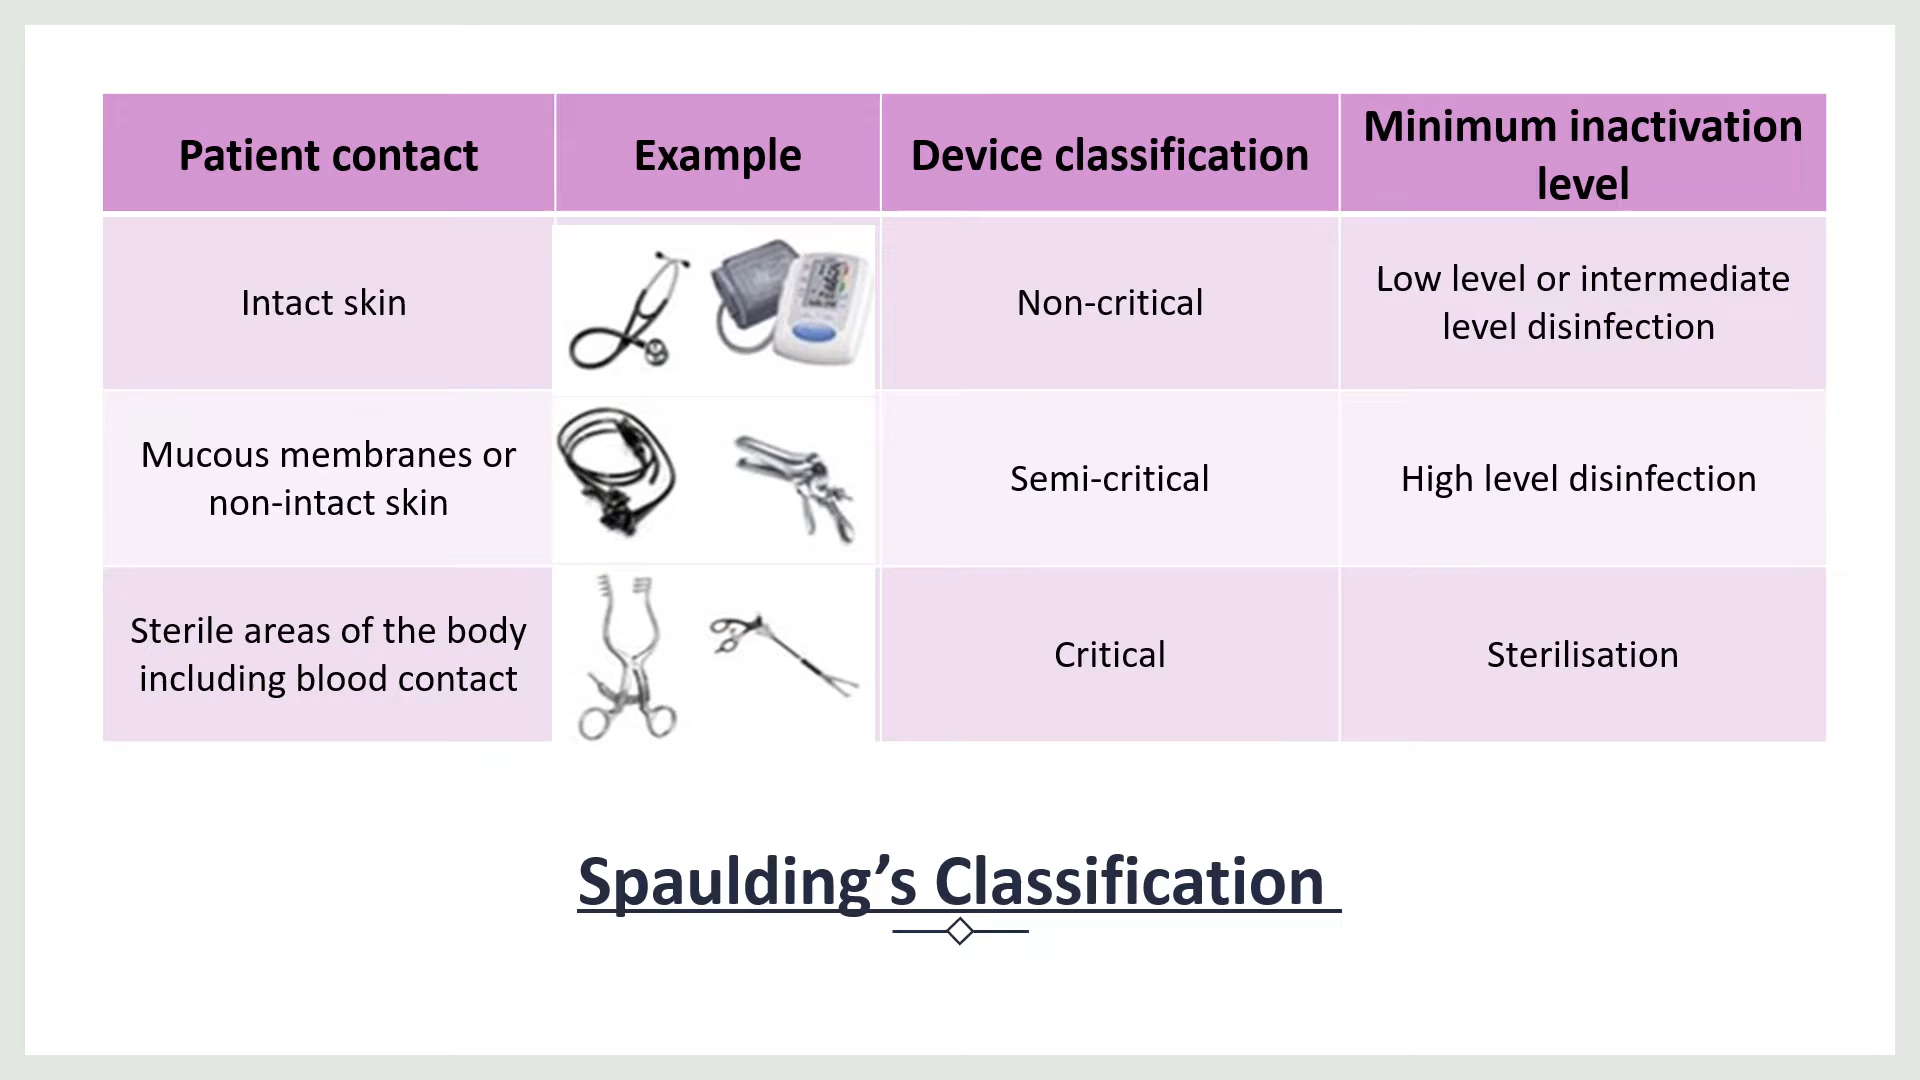 Patient contact
Example
Device classification
Minimum inactivation
level
Intact skin
Non-critical
Low level or intermediate
level disinfection
Mucous membranes or
non-intact skin
Semi-critical
High level disinfection
Sterile areas of the body
including blood contact
Critical
Sterilisation
Spaulding’s Classification